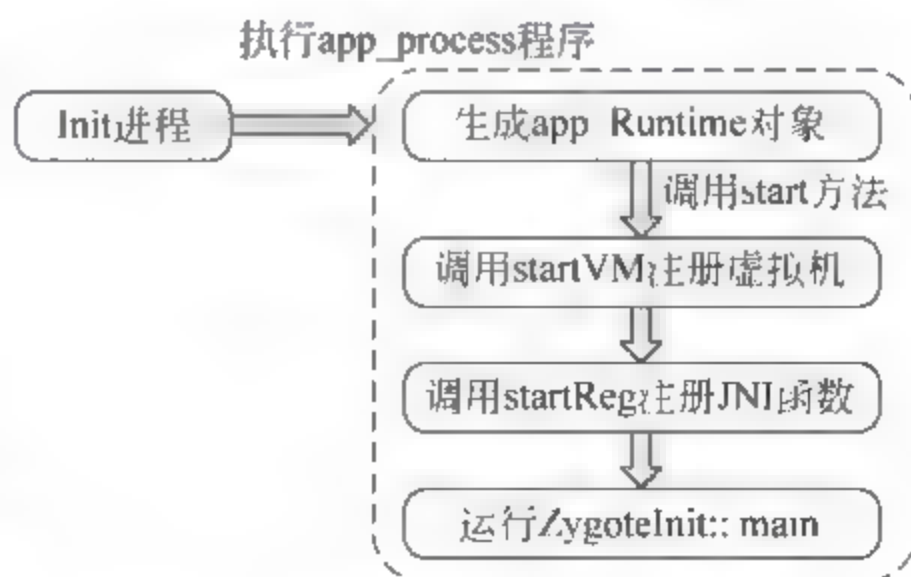 执行app_process程序
Init进程
生成app_Runtime对象
调用start方法
调用startVM注册虚拟机
调用startReg注册JNI函数
运行ZygoteInit:: main